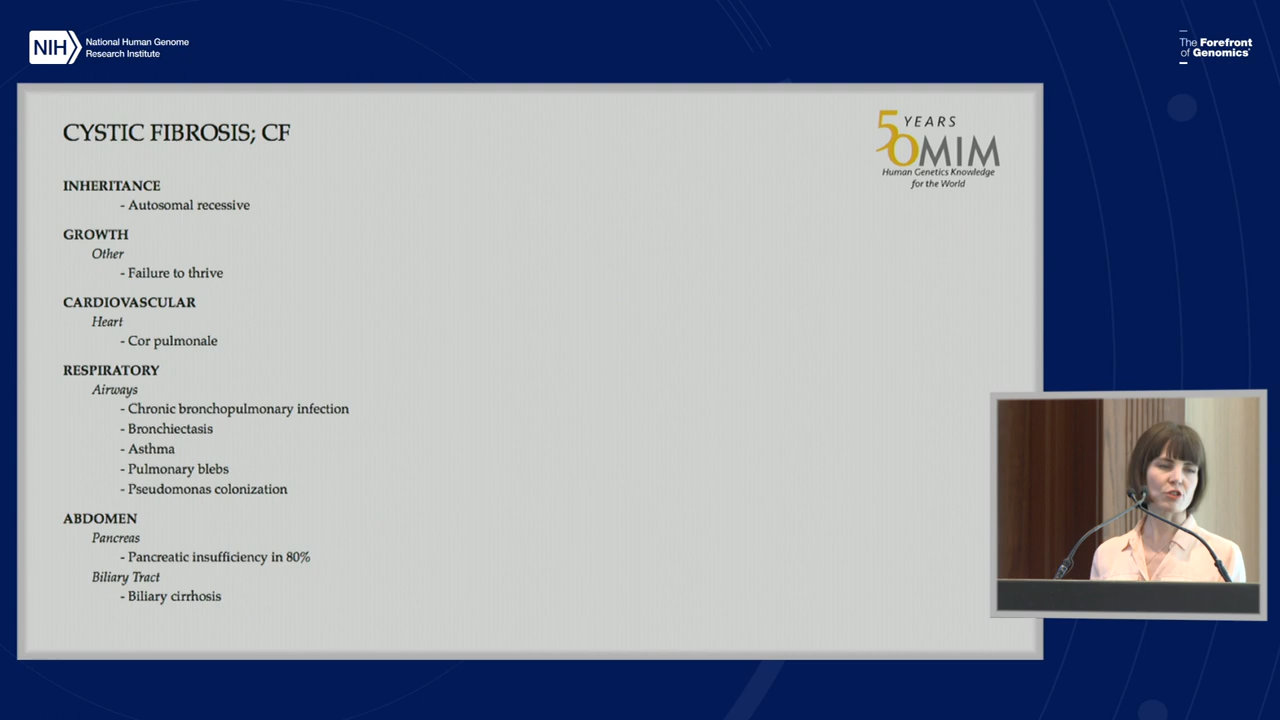 NIH
National Human Genome
Research Institute
The Forefront
of Genomics
CYSTIC FIBROSIS; CF
50 YEARS
OMIM
Human Genetics Knowledge
for the World
INHERITANCE
- Autosomal recessive
GROWTH
Other
- Failure to thrive
CARDIOVASCULAR
Heart
- Cor pulmonale
RESPIRATORY
Airways
- Chronic bronchopulmonary infection
- Bronchiectasis
- Asthma
- Pulmonary blebs
- Pseudomonas colonization
ABDOMEN
Pancreas
- Pancreatic insufficiency in 80%
Biliary Tract
- Biliary cirrhosis